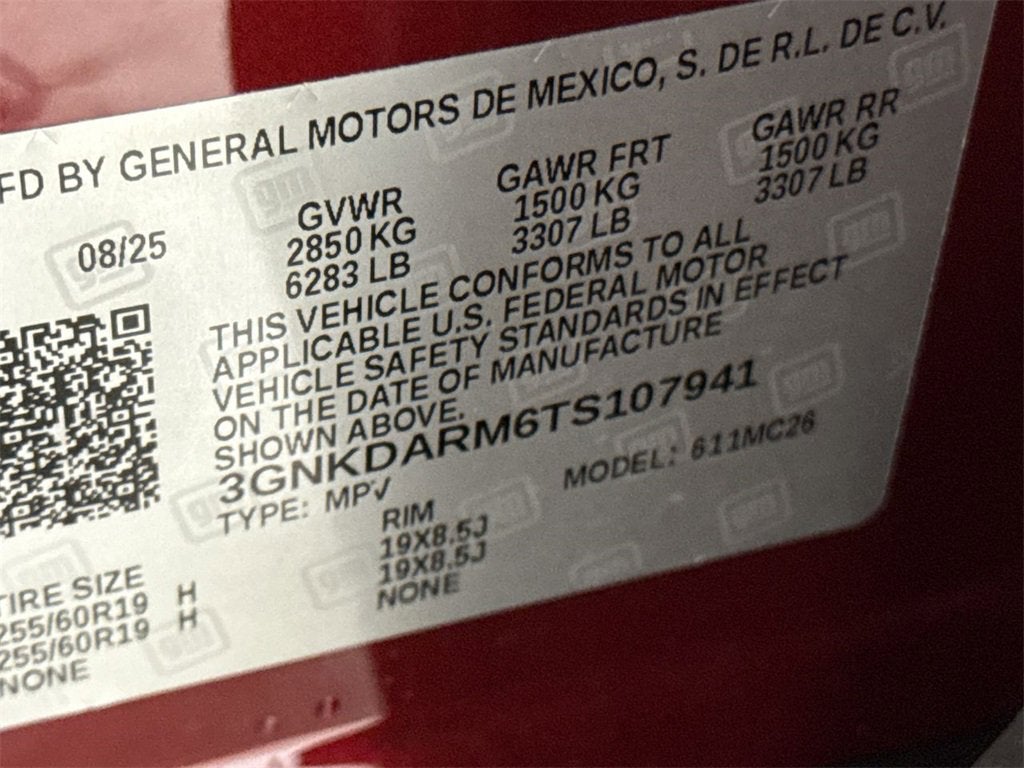 FD BY GENERAL MOTORS DE MEXICO, S. DE R.L. DE C.V.
08/25 GVWR GAWR FRT GAWR RR
2850 KG 1500 KG 1500 KG
6283 LB 3307 LB 3307 LB
THIS VEHICLE CONFORMS TO ALL
APPLICABLE U.S. FEDERAL MOTOR
VEHICLE SAFETY STANDARDS IN EFFECT
ON THE DATE OF MANUFACTURE
SHOWN ABOVE.
3GNKDARM6TS107941
TYPE: MPV MODEL: 611MC26
TIRE SIZE RIM
255/60R19 H 19X8.5J
255/60R19 H 19X8.5J
NONE NONE